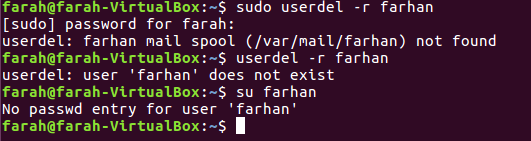 farah@farah-VirtualBox:~$ sudo userdel -r farhan
[sudo] password for farah:
userdel: farhan mail spool (/var/mail/farhan) not found
farah@farah-VirtualBox:~$ userdel -r farhan
userdel: user 'farhan' does not exist
farah@farah-VirtualBox:~$ su farhan
No passwd entry for user 'farhan'
farah@farah-VirtualBox:~$